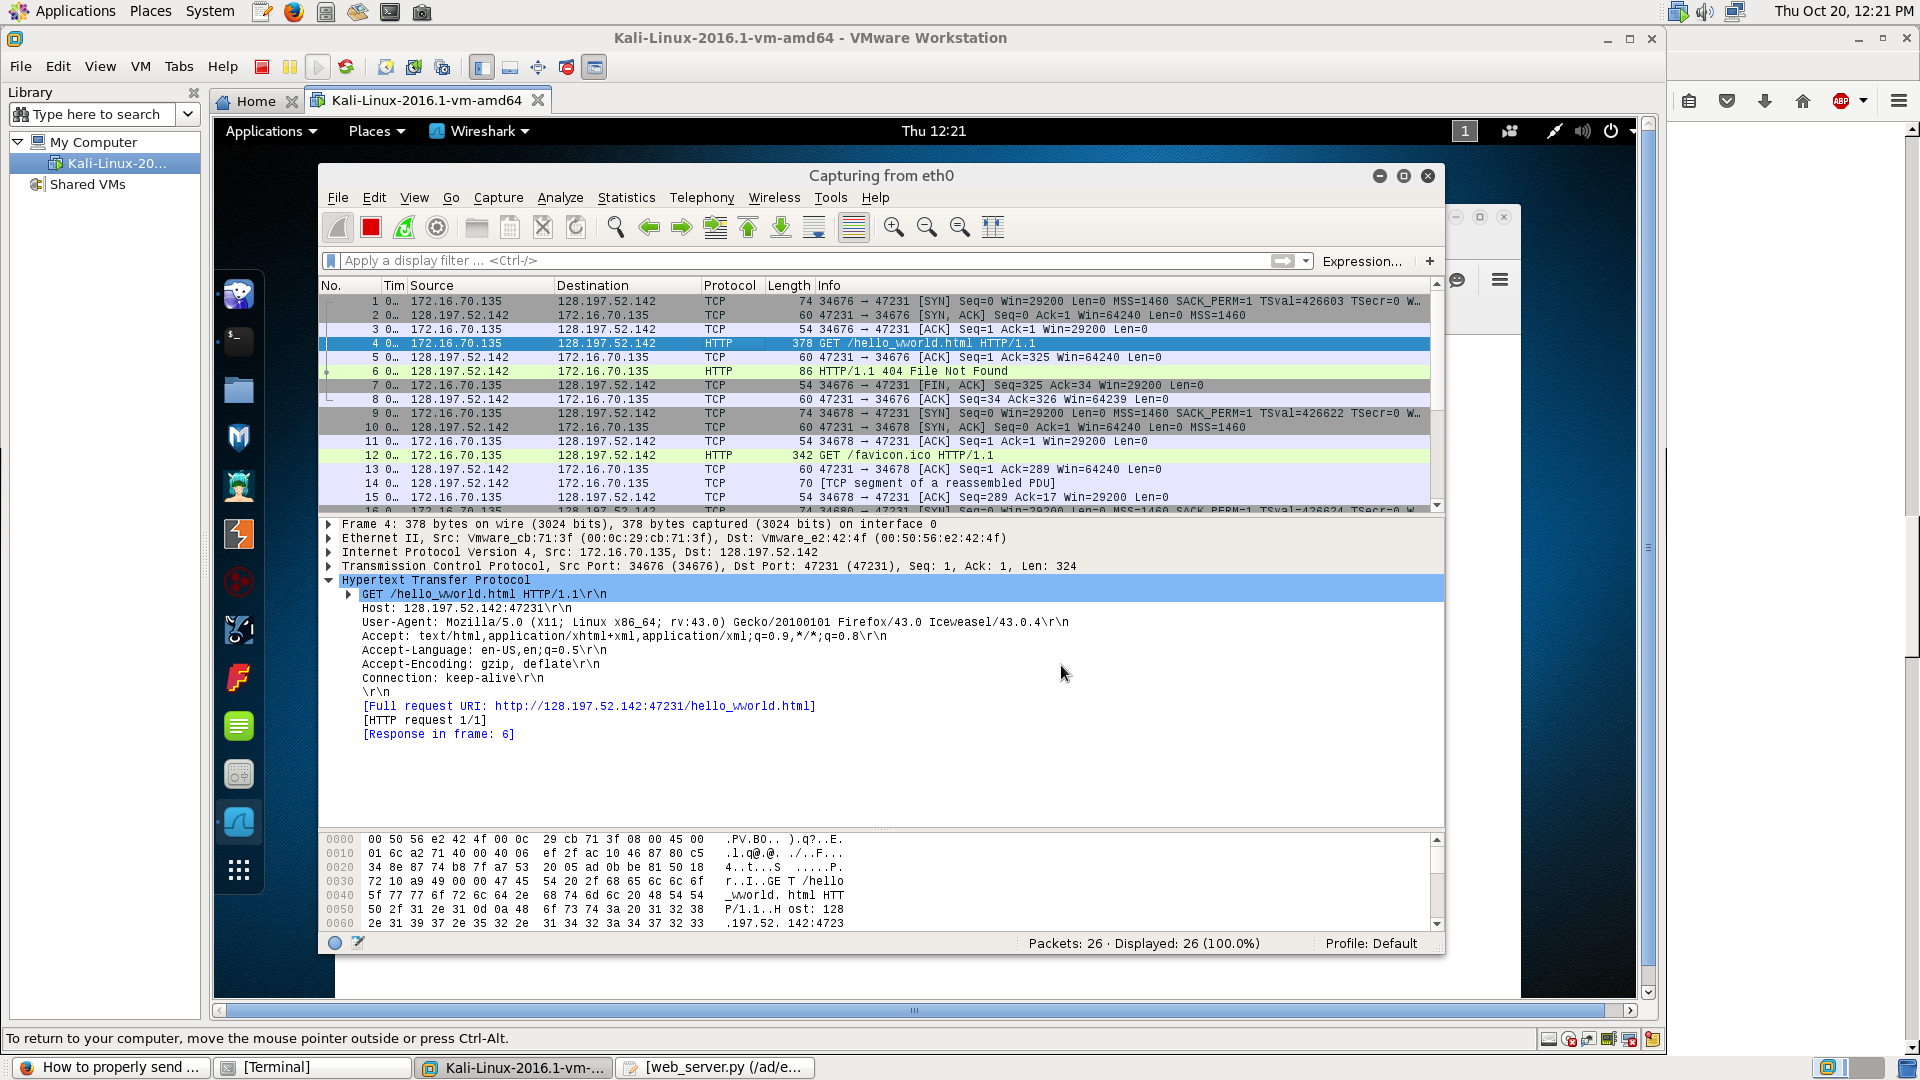 Applications Places System Thu Oct 20, 12:21 PM
Kali-Linux-2016.1-vm-amd64 - VMware Workstation
File Edit View VM Tabs Help
Library
Type here to search
Home Kali-Linux-2016.1-vm-amd64 ABP
My Computer
Kali-Linux-20...
Shared VMs
Applications Places Wireshark Thu 12:21 1
Capturing from eth0
File Edit View Go Capture Analyze Statistics Telephony Wireless Tools Help
Apply a display filter ... <Ctrl-/> Expression... +
No. Tim Source Destination Protocol Length Info
1 0… 172.16.70.135 128.197.52.142 TCP 74 34676 → 47231 [SYN] Seq=0 Win=29200 Len=0 MSS=1460 SACK_PERM=1 TSval=426603 TSecr=0 W…
2 0… 128.197.52.142 172.16.70.135 TCP 60 47231 → 34676 [SYN, ACK] Seq=0 Ack=1 Win=64240 Len=0 MSS=1460
3 0… 172.16.70.135 128.197.52.142 TCP 54 34676 → 47231 [ACK] Seq=1 Ack=1 Win=29200 Len=0
4 0… 172.16.70.135 128.197.52.142 HTTP 378 GET /hello_wworld.html HTTP/1.1
5 0… 128.197.52.142 172.16.70.135 TCP 60 47231 → 34676 [ACK] Seq=1 Ack=325 Win=64240 Len=0
6 0… 128.197.52.142 172.16.70.135 HTTP 86 HTTP/1.1 404 File Not Found
7 0… 172.16.70.135 128.197.52.142 TCP 54 34676 → 47231 [FIN, ACK] Seq=325 Ack=34 Win=29200 Len=0
8 0… 128.197.52.142 172.16.70.135 TCP 60 47231 → 34676 [ACK] Seq=34 Ack=326 Win=64239 Len=0
9 0… 172.16.70.135 128.197.52.142 TCP 74 34678 → 47231 [SYN] Seq=0 Win=29200 Len=0 MSS=1460 SACK_PERM=1 TSval=426622 TSecr=0 W…
10 0… 128.197.52.142 172.16.70.135 TCP 60 47231 → 34678 [SYN, ACK] Seq=0 Ack=1 Win=64240 Len=0 MSS=1460
11 0… 172.16.70.135 128.197.52.142 TCP 54 34678 → 47231 [ACK] Seq=1 Ack=1 Win=29200 Len=0
12 0… 172.16.70.135 128.197.52.142 HTTP 342 GET /favicon.ico HTTP/1.1
13 0… 128.197.52.142 172.16.70.135 TCP 60 47231 → 34678 [ACK] Seq=1 Ack=289 Win=64240 Len=0
14 0… 128.197.52.142 172.16.70.135 TCP 70 [TCP segment of a reassembled PDU]
15 0… 172.16.70.135 128.197.52.142 TCP 54 34678 → 47231 [ACK] Seq=289 Ack=17 Win=29200 Len=0
16 0… 172.16.70.135 128.197.52.142 TCP 74 34680 → 47231 [SYN] Seq=0 Win=29200 Len=0 MSS=1460 SACK_PERM=1 TSval=426624 TSecr=0 W…
Frame 4: 378 bytes on wire (3024 bits), 378 bytes captured (3024 bits) on interface 0
Ethernet II, Src: Vmware_cb:71:3f (00:0c:29:cb:71:3f), Dst: Vmware_e2:42:4f (00:50:56:e2:42:4f)
Internet Protocol Version 4, Src: 172.16.70.135, Dst: 128.197.52.142
Transmission Control Protocol, Src Port: 34676 (34676), Dst Port: 47231 (47231), Seq: 1, Ack: 1, Len: 324
Hypertext Transfer Protocol
GET /hello_wworld.html HTTP/1.1\r\n
Host: 128.197.52.142:47231\r\n
User-Agent: Mozilla/5.0 (X11; Linux x86_64; rv:43.0) Gecko/20100101 Firefox/43.0 Iceweasel/43.0.4\r\n
Accept: text/html,application/xhtml+xml,application/xml;q=0.9,*/*;q=0.8\r\n
Accept-Language: en-US,en;q=0.5\r\n
Accept-Encoding: gzip, deflate\r\n
Connection: keep-alive\r\n
\r\n
[Full request URI: http://128.197.52.142:47231/hello_wworld.html]
[HTTP request 1/1]
[Response in frame: 6]
0000 00 50 56 e2 42 4f 00 0c 29 cb 71 3f 08 00 45 00 .PV.BO.. ).q?..E.
0010 01 6c a2 71 40 00 40 06 ef 2f ac 10 46 87 80 c5 .l.q@.@. ./..F...
0020 34 8e 87 74 b8 7f a7 53 20 05 ad 0b be 81 50 18 4..t...S .....P.
0030 72 10 a9 49 00 00 47 45 54 20 2f 68 65 6c 6c 6f r..I..GE T /hello
0040 5f 77 77 6f 72 6c 64 2e 68 74 6d 6c 20 48 54 54 _wworld. html HTT
0050 50 2f 31 2e 31 0d 0a 48 6f 73 74 3a 20 31 32 38 P/1.1..H ost: 128
0060 2e 31 39 37 2e 35 32 2e 31 34 32 3a 34 37 32 33 .197.52. 142:4723
Packets: 26 · Displayed: 26 (100.0%) Profile: Default
To return to your computer, move the mouse pointer outside or press Ctrl-Alt.
How to properly send ... [Terminal] Kali-Linux-2016.1-vm-... [web_server.py (/ad/e...